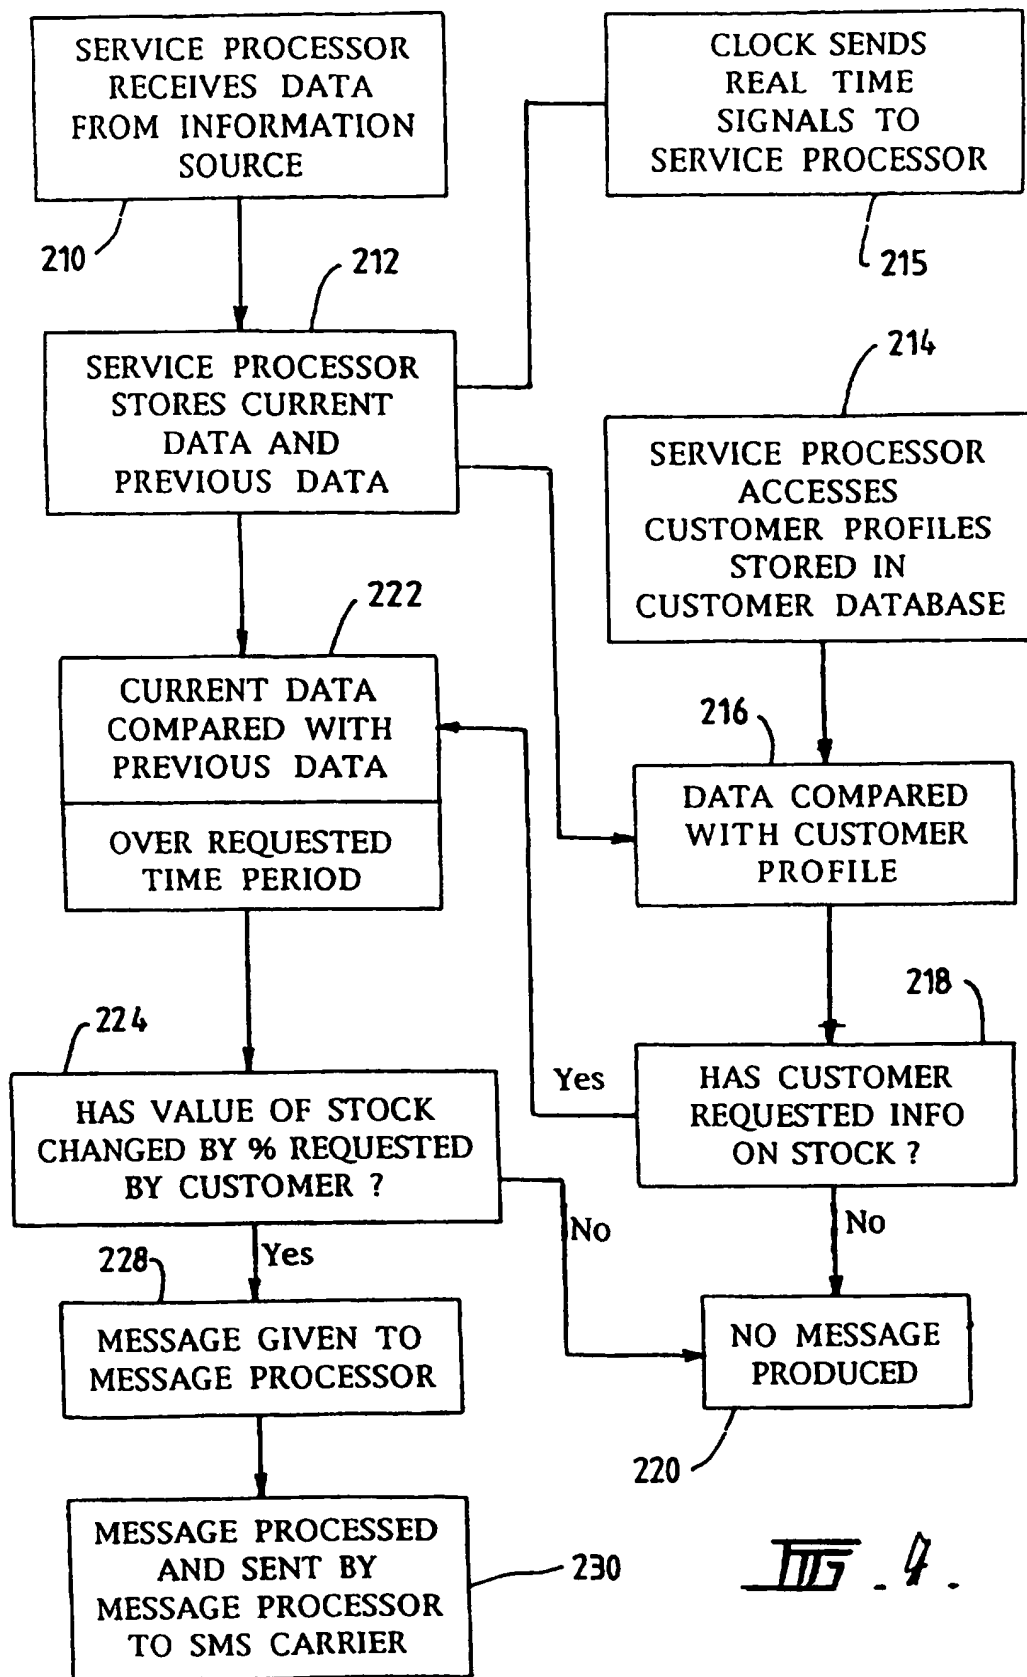 SERVICE PROCESSOR
RECEIVES DATA
FROM INFORMATION
SOURCE
210
CLOCK SENDS
REAL TIME
SIGNALS TO
SERVICE PROCESSOR
215
212
SERVICE PROCESSOR
STORES CURRENT
DATA AND
PREVIOUS DATA
214
SERVICE PROCESSOR
ACCESSES
CUSTOMER PROFILES
STORED IN
CUSTOMER DATABASE
222
CURRENT DATA
COMPARED WITH
PREVIOUS DATA
OVER REQUESTED
TIME PERIOD
216
DATA COMPARED
WITH CUSTOMER
PROFILE
218
HAS CUSTOMER
REQUESTED INFO
ON STOCK ?
Yes
No
224
HAS VALUE OF STOCK
CHANGED BY % REQUESTED
BY CUSTOMER ?
No
Yes
228
MESSAGE GIVEN TO
MESSAGE PROCESSOR
NO MESSAGE
PRODUCED
220
MESSAGE PROCESSED
AND SENT BY
MESSAGE PROCESSOR
TO SMS CARRIER
230
FIG. 4.